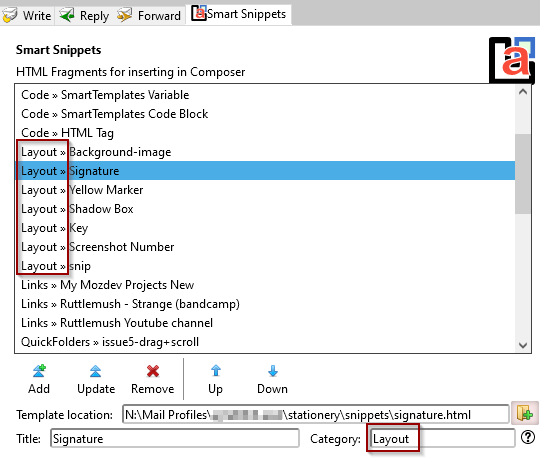 Write Reply Forward Smart Snippets
Smart Snippets
HTML Fragments for inserting in Composer
a
Code » SmartTemplates Variable
Code » SmartTemplates Code Block
Code » HTML Tag
Layout » Background-image
Layout » Signature
Layout » Yellow Marker
Layout » Shadow Box
Layout » Key
Layout » Screenshot Number
Layout » snip
Links » My Mozdev Projects New
Links » Ruttlemush - Strange (bandcamp)
Links » Ruttlemush Youtube channel
QuickFolders » issue5-drag+scroll
Add Update Remove Up Down
Template location: N:\Mail Profiles\ \stationery\snippets\signature.html
Title: Signature Category: Layout ?